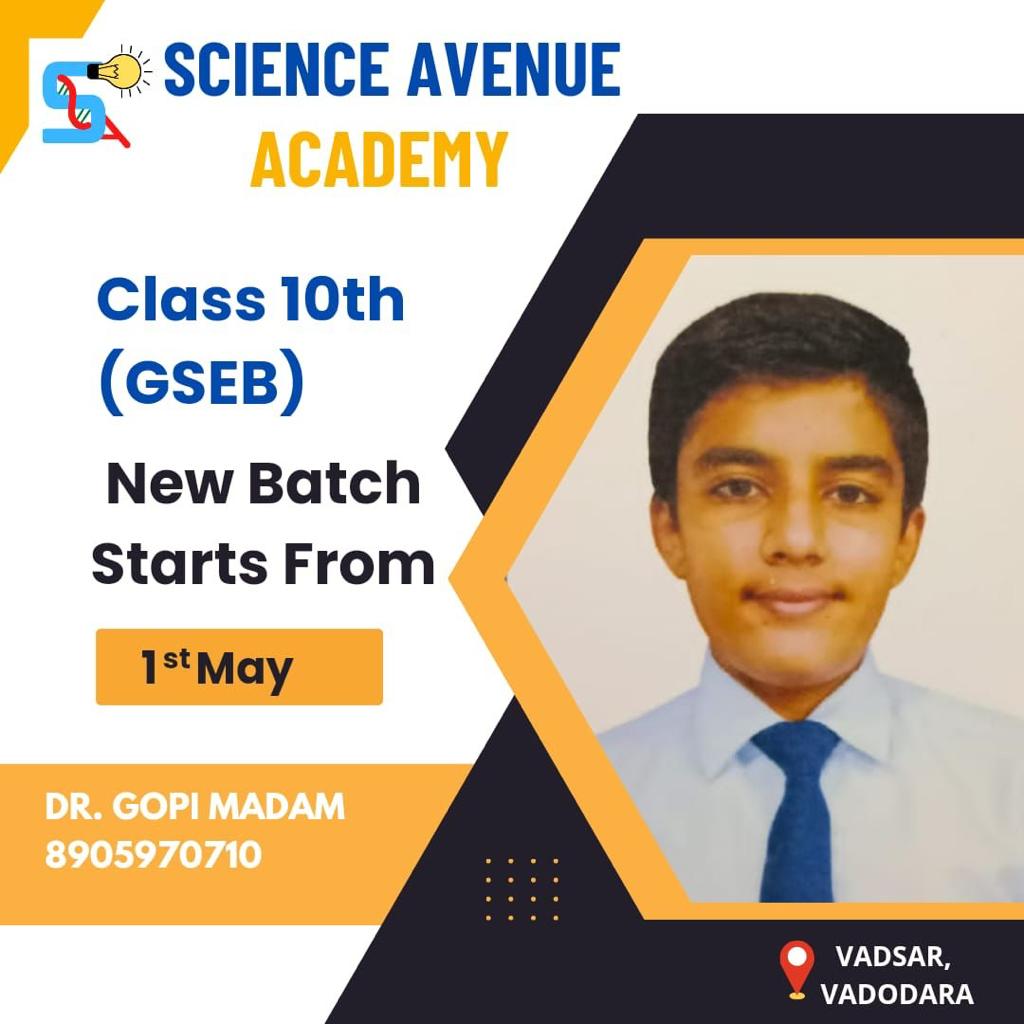 SCIENCE AVENUE
ACADEMY
Class 10th
(GSEB)
New Batch
Starts From
1st May
DR. GOPI MADAM
8905970710
VADSAR,
VADODARA